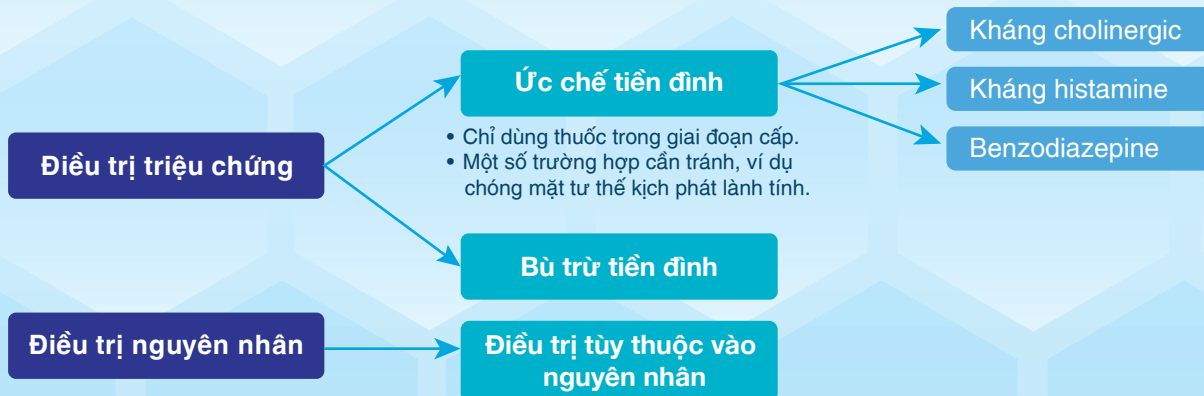 Điều trị triệu chứng
Ức chế tiền đình
• Chỉ dùng thuốc trong giai đoạn cấp.
• Một số trường hợp cần tránh, ví dụ
chóng mặt tư thế kịch phát lành tính.
Kháng cholinergic
Kháng histamine
Benzodiazepine
Bù trừ tiền đình
Điều trị nguyên nhân
Điều trị tùy thuộc vào
nguyên nhân